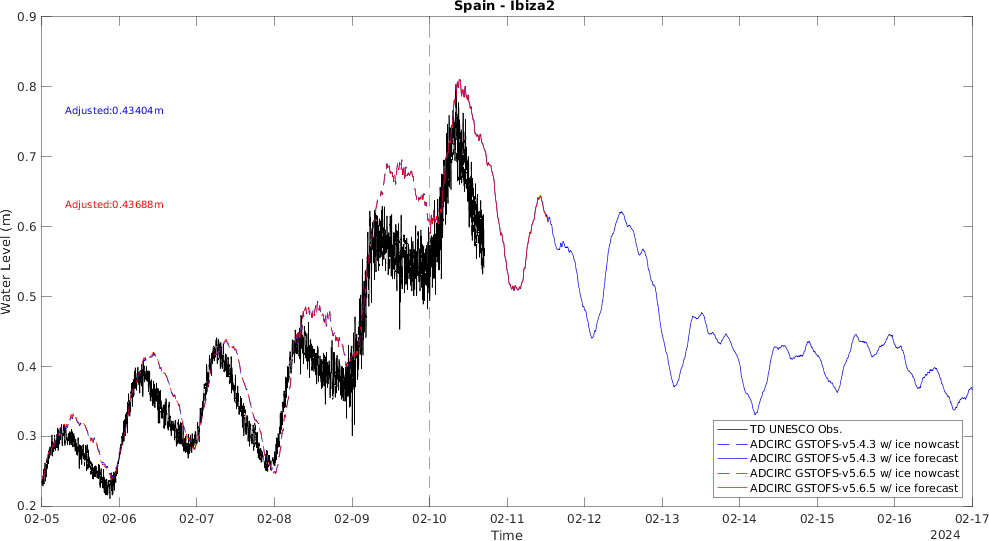 Spain - Ibiza2
0.9
0.8
0.7
0.6
0.5
0.4
0.3
0.2
Water Level (m)
Adjusted:0.43404m
Adjusted:0.43688m
TD UNESCO Obs.
ADCIRC GSTOFS-v5.4.3 w/ ice nowcast
ADCIRC GSTOFS-v5.4.3 w/ ice forecast
ADCIRC GSTOFS-v5.6.5 w/ ice nowcast
ADCIRC GSTOFS-v5.6.5 w/ ice forecast
02-05 02-06 02-07 02-08 02-09 02-10 02-11 02-12 02-13 02-14 02-15 02-16 02-17
Time
2024